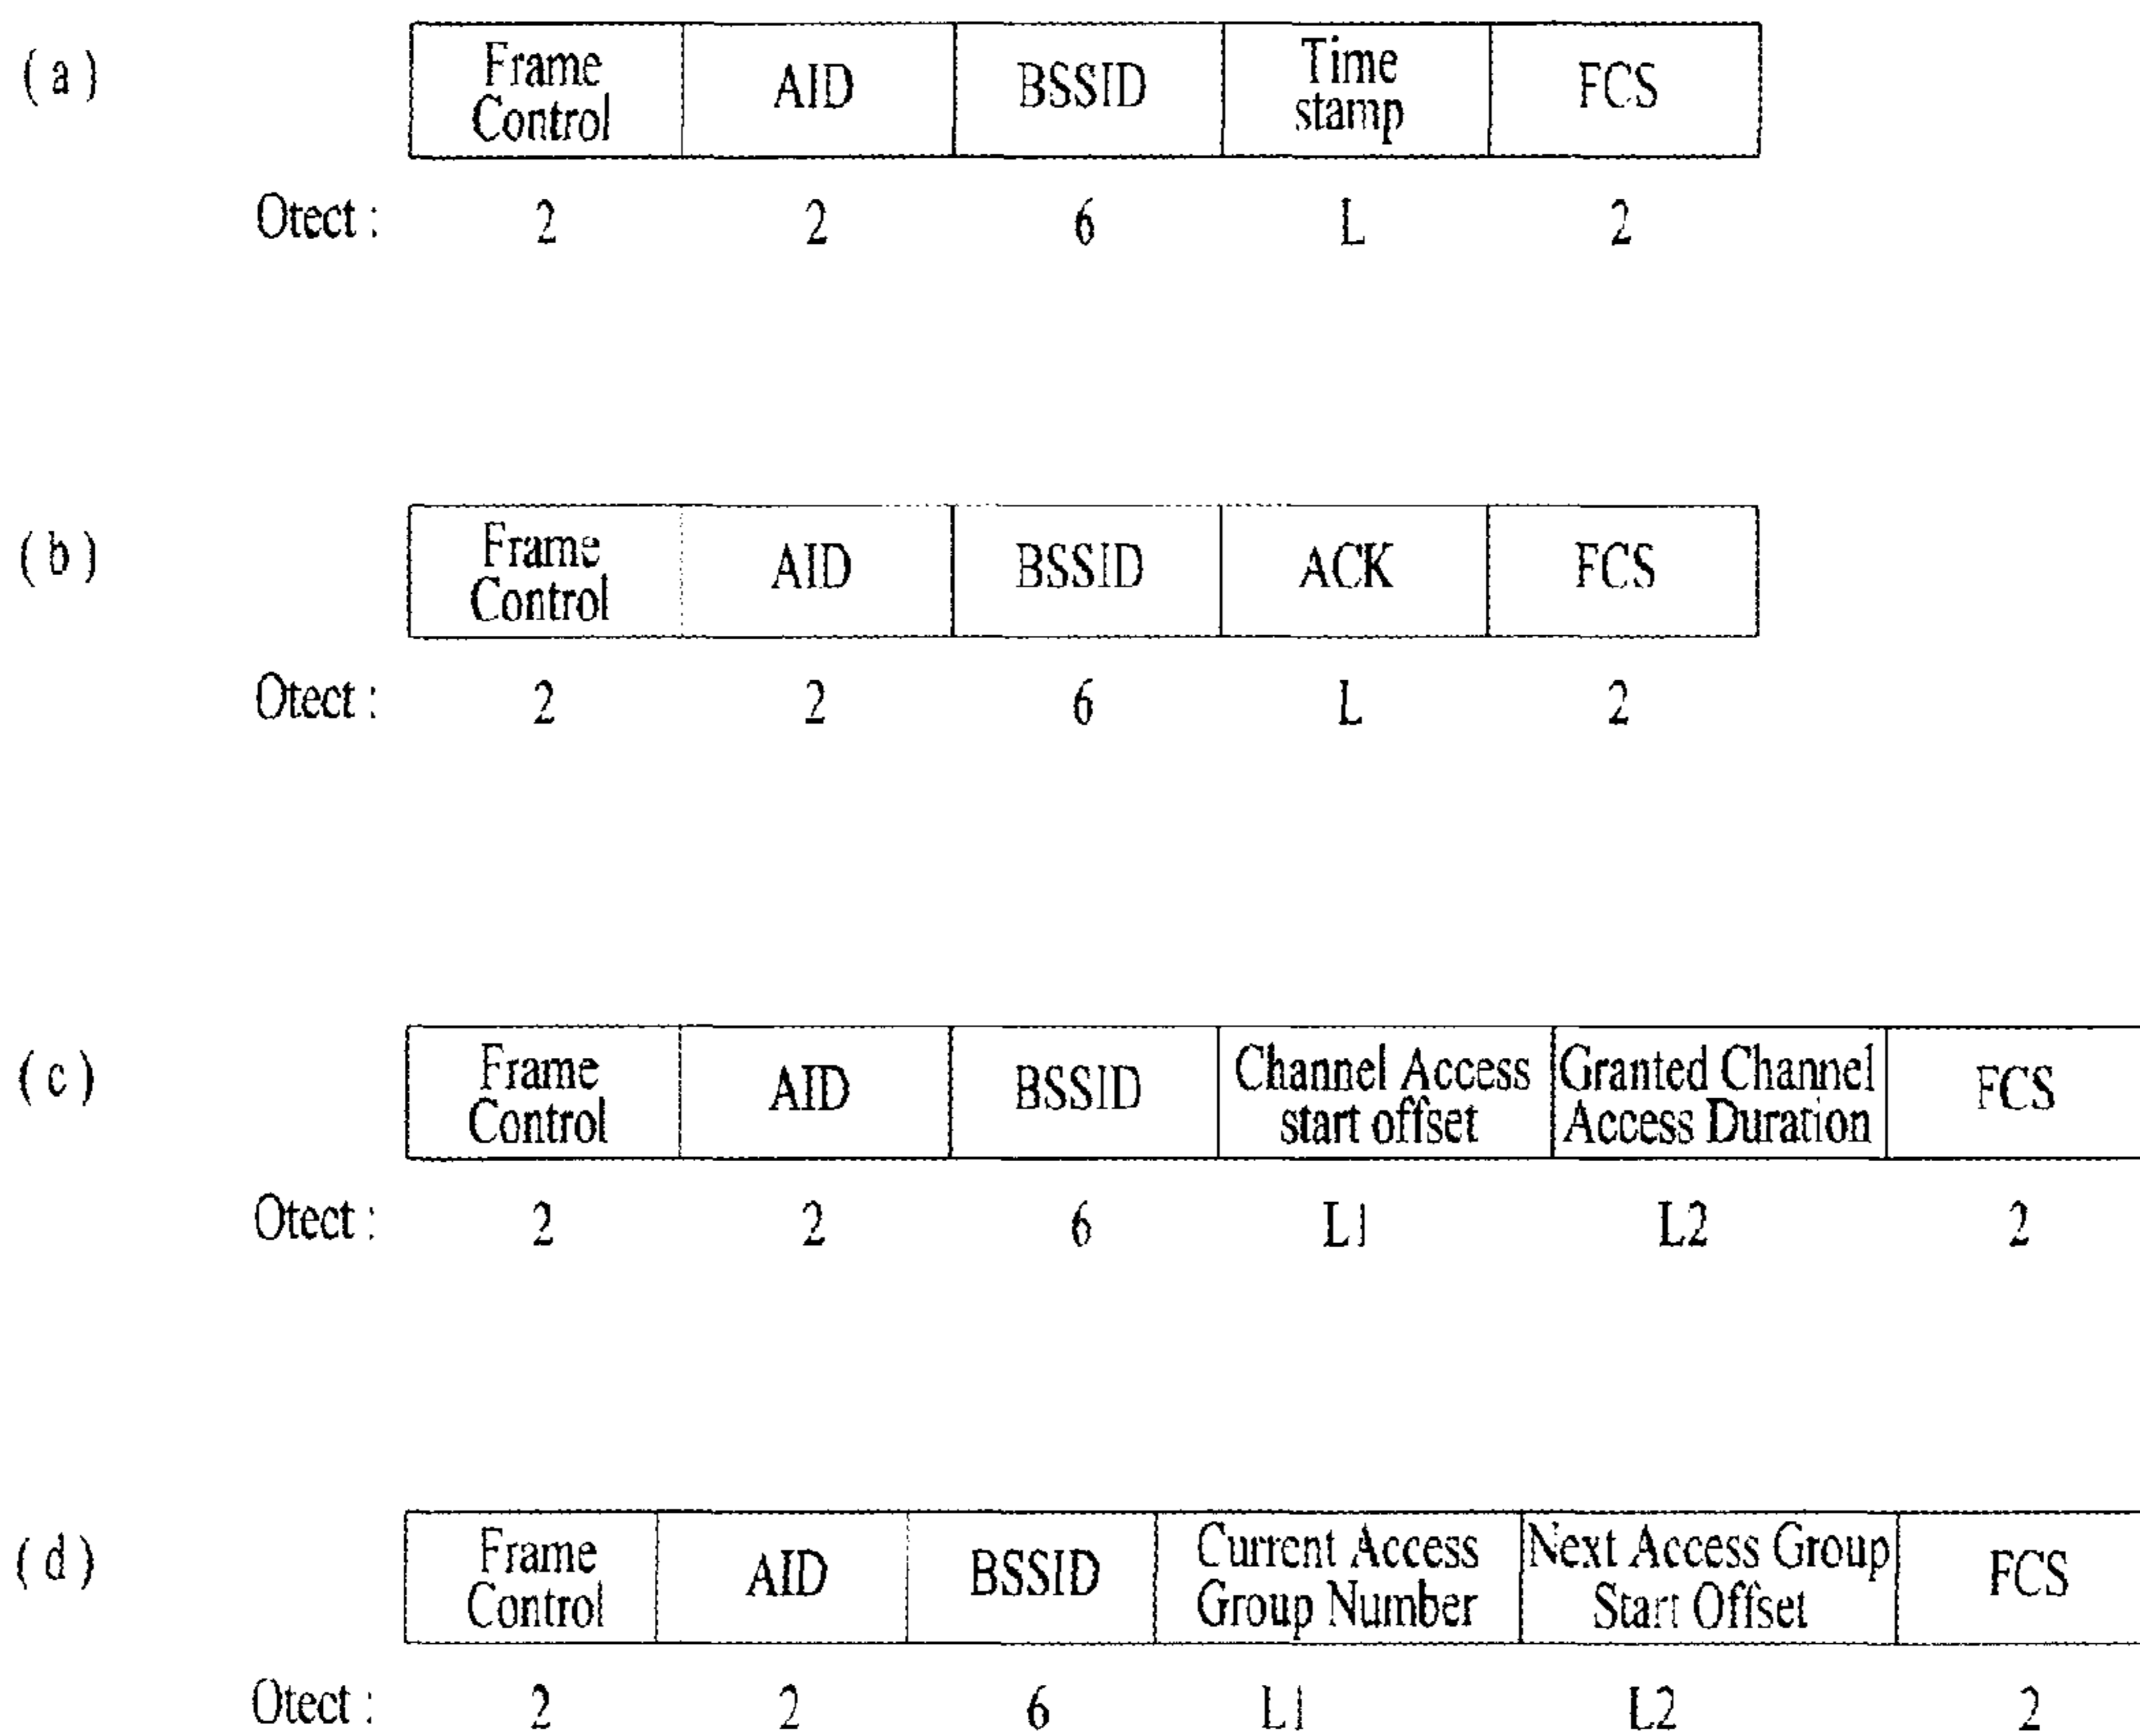 (a)
Frame Control AID BSSID Time stamp FCS
Otect : 2 2 6 L 2
(b)
Frame Control AID BSSID ACK FCS
Otect : 2 2 6 L 2
(c)
Frame Control AID BSSID Channel Access start offset Granted Channel Access Duration FCS
Otect : 2 2 6 L1 L2 2
(d)
Frame Control AID BSSID Current Access Group Number Next Access Group Start Offset FCS
Otect : 2 2 6 L1 L2 2